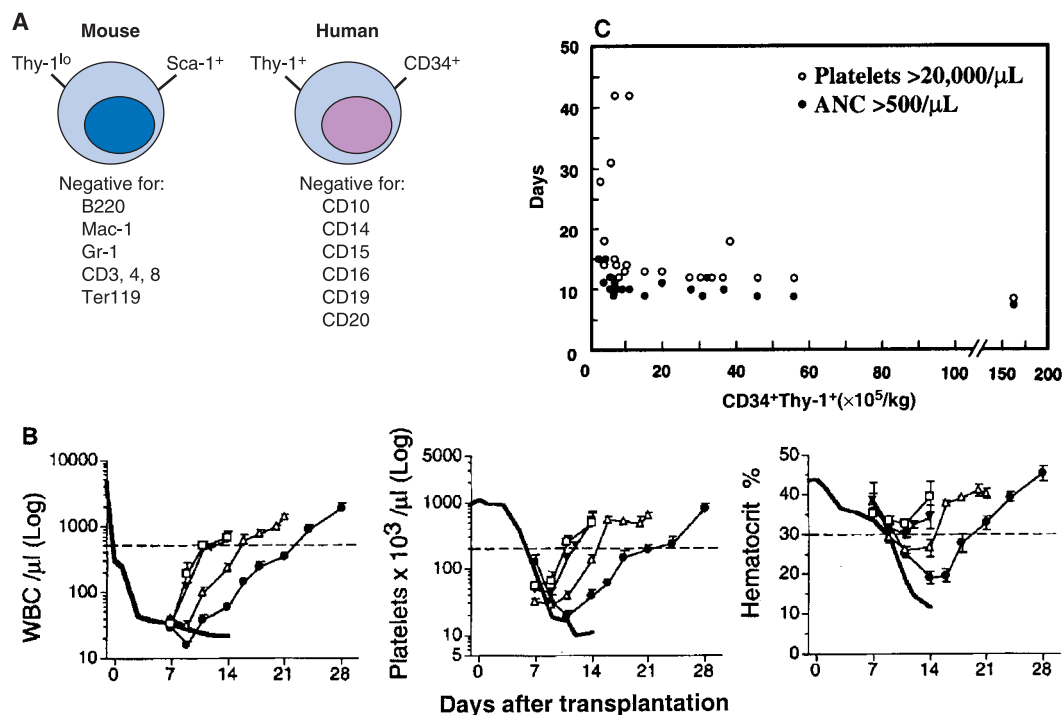 A
Mouse
Thy-1lo
Sca-1+
Negative for:
B220
Mac-1
Gr-1
CD3, 4, 8
Ter119
Human
Thy-1+
CD34+
Negative for:
CD10
CD14
CD15
CD16
CD19
CD20
C
Platelets >20,000/µL
ANC >500/µL
Days
50
40
30
20
10
0
0 20 40 60 80 100 150 200
CD34+Thy-1+(×10⁵/kg)
B
WBC /µl (Log)
10000
1000
100
10
0 7 14 21 28
Platelets x 10³ /µl (Log)
5000
1000
100
10
5
0 7 14 21 28
Hematocrit %
50
40
30
20
10
0
0 7 14 21 28
Days after transplantation